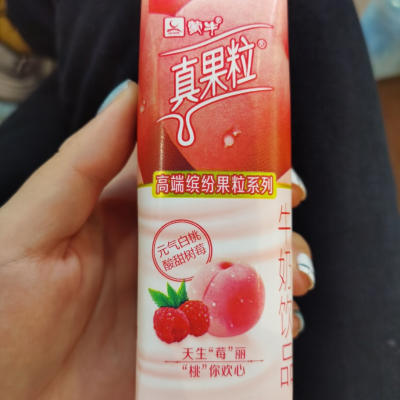 蒙牛®
真果粒®
高端缤纷果粒系列
元气白桃
酸甜树莓
牛奶饮品
天生“莓”丽
“桃”你欢心